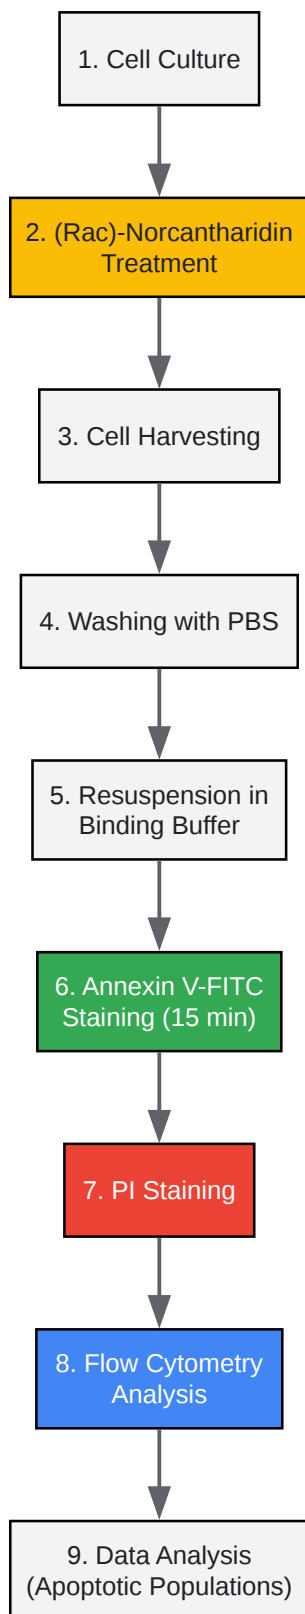 1. Cell Culture
2. (Rac)-Norcantharidin
Treatment
3. Cell Harvesting
4. Washing with PBS
5. Resuspension in
Binding Buffer
6. Annexin V-FITC
Staining (15 min)
7. PI Staining
8. Flow Cytometry
Analysis
9. Data Analysis
(Apoptotic Populations)